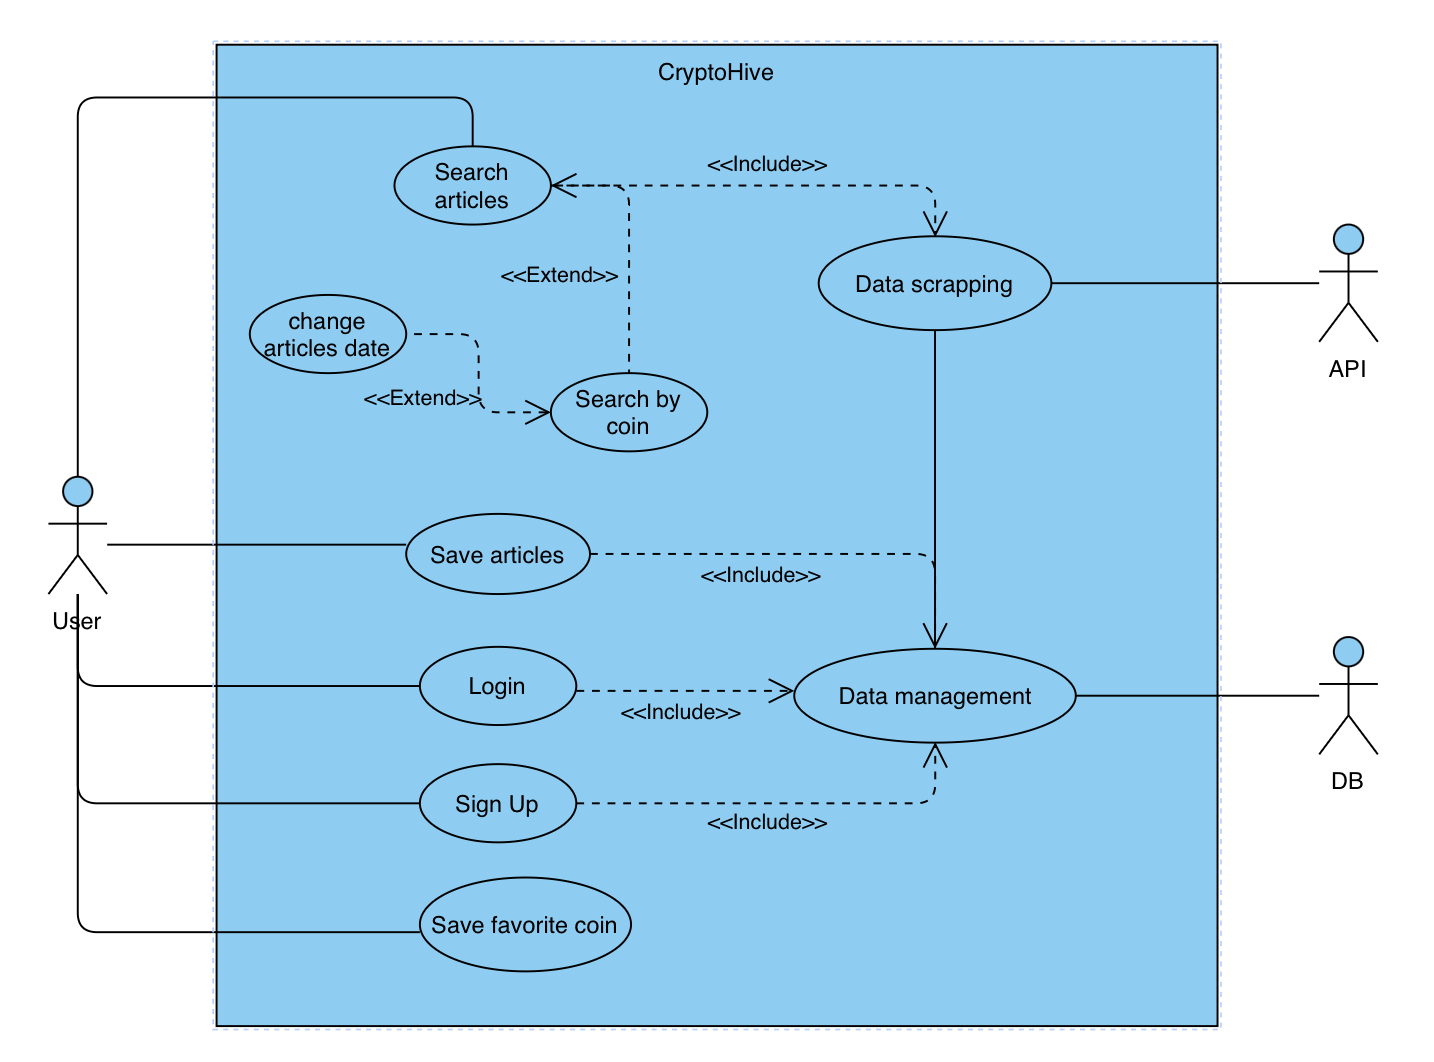 CryptoHive
<<Include>>
Search
articles
<<Extend>>
Data scrapping
change
articles date
<<Extend>>
Search by
coin
API
Save articles
<<Include>>
User
Login
<<Include>>
Data management
DB
Sign Up
<<Include>>
Save favorite coin